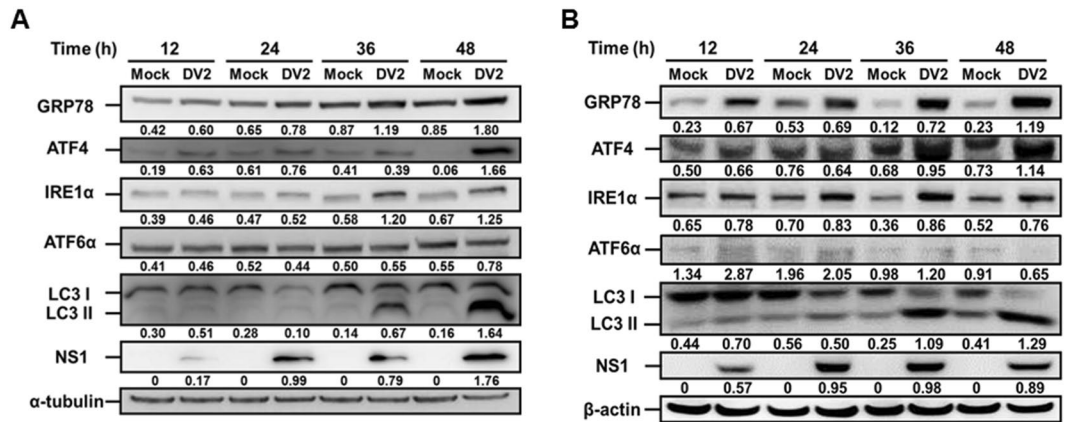 A
Time (h) 12 24 36 48
Mock DV2 Mock DV2 Mock DV2 Mock DV2
GRP78
0.42 0.60 0.65 0.78 0.87 1.19 0.85 1.80
ATF4
0.19 0.63 0.61 0.76 0.41 0.39 0.06 1.66
IRE1α
0.39 0.46 0.47 0.52 0.58 1.20 0.67 1.25
ATF6α
0.41 0.46 0.52 0.44 0.50 0.55 0.55 0.78
LC3 I
LC3 II
0.30 0.51 0.28 0.10 0.14 0.67 0.16 1.64
NS1
0 0.17 0 0.99 0 0.79 0 1.76
α-tubulin
B
Time (h) 12 24 36 48
Mock DV2 Mock DV2 Mock DV2 Mock DV2
GRP78
0.23 0.67 0.53 0.69 0.12 0.72 0.23 1.19
ATF4
0.50 0.66 0.76 0.64 0.68 0.95 0.73 1.14
IRE1α
0.65 0.78 0.70 0.83 0.36 0.86 0.52 0.76
ATF6α
1.34 2.87 1.96 2.05 0.98 1.20 0.91 0.65
LC3 I
LC3 II
0.44 0.70 0.56 0.50 0.25 1.09 0.41 1.29
NS1
0 0.57 0 0.95 0 0.98 0 0.89
β-actin